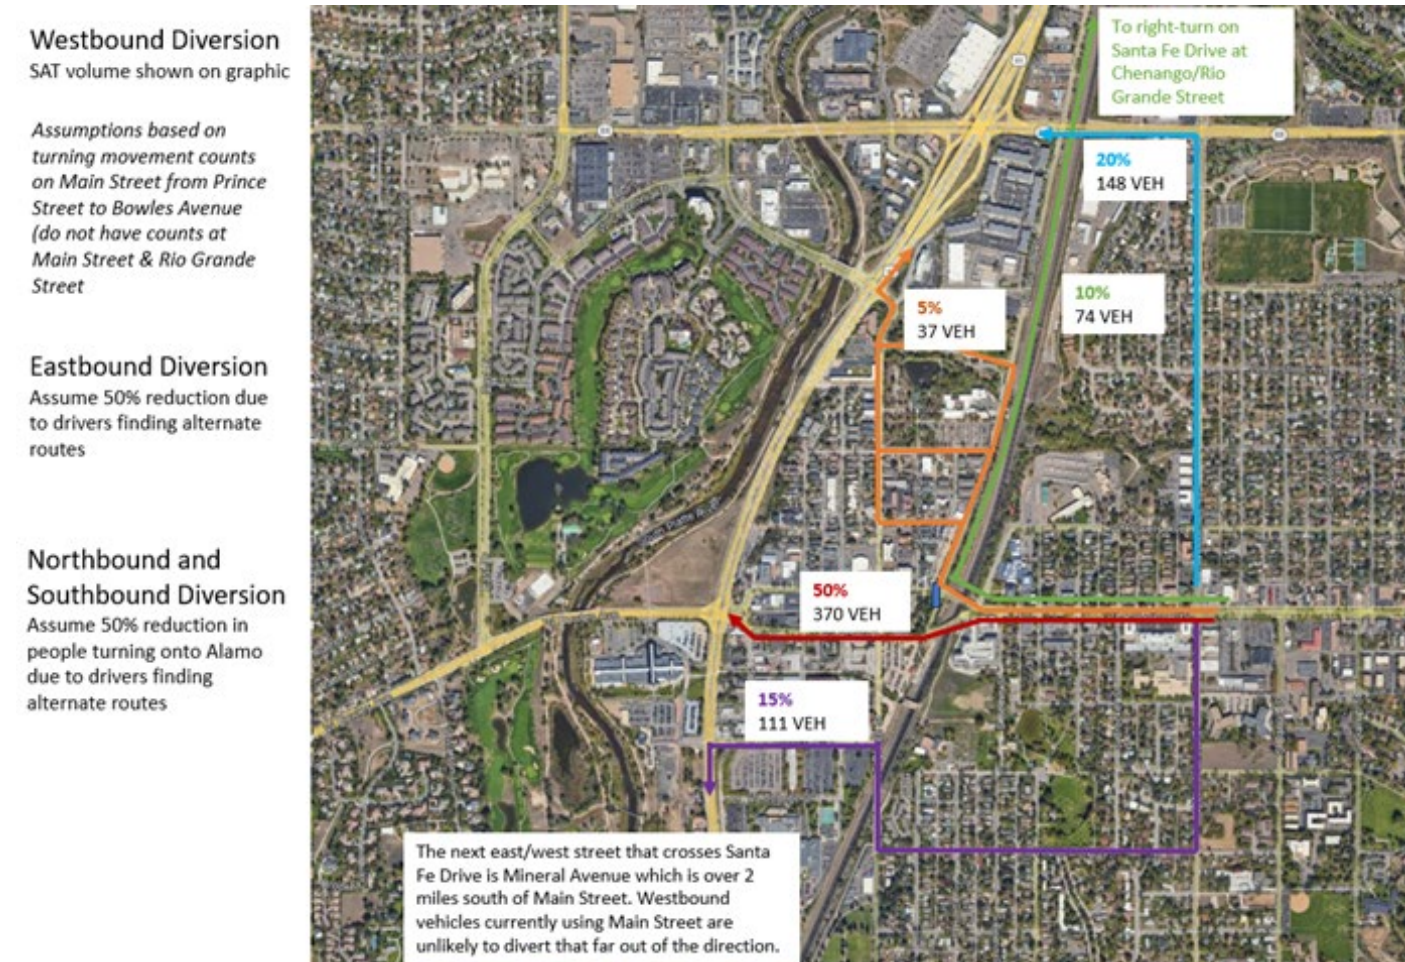 Westbound Diversion
SAT volume shown on graphic
Assumptions based on
turning movement counts
on Main Street from Prince
Street to Bowles Avenue
(do not have counts at
Main Street & Rio Grande
Street
Eastbound Diversion
Assume 50% reduction due
to drivers finding alternate
routes
Northbound and
Southbound Diversion
Assume 50% reduction in
people turning onto Alamo
due to drivers finding
alternate routes
To right-turn on
Santa Fe Drive at
Chenango/Rio
Grande Street
20%
148 VEH
10%
74 VEH
5%
37 VEH
50%
370 VEH
15%
111 VEH
The next east/west street that crosses Santa
Fe Drive is Mineral Avenue which is over 2
miles south of Main Street. Westbound
vehicles currently using Main Street are
unlikely to divert that far out of the direction.